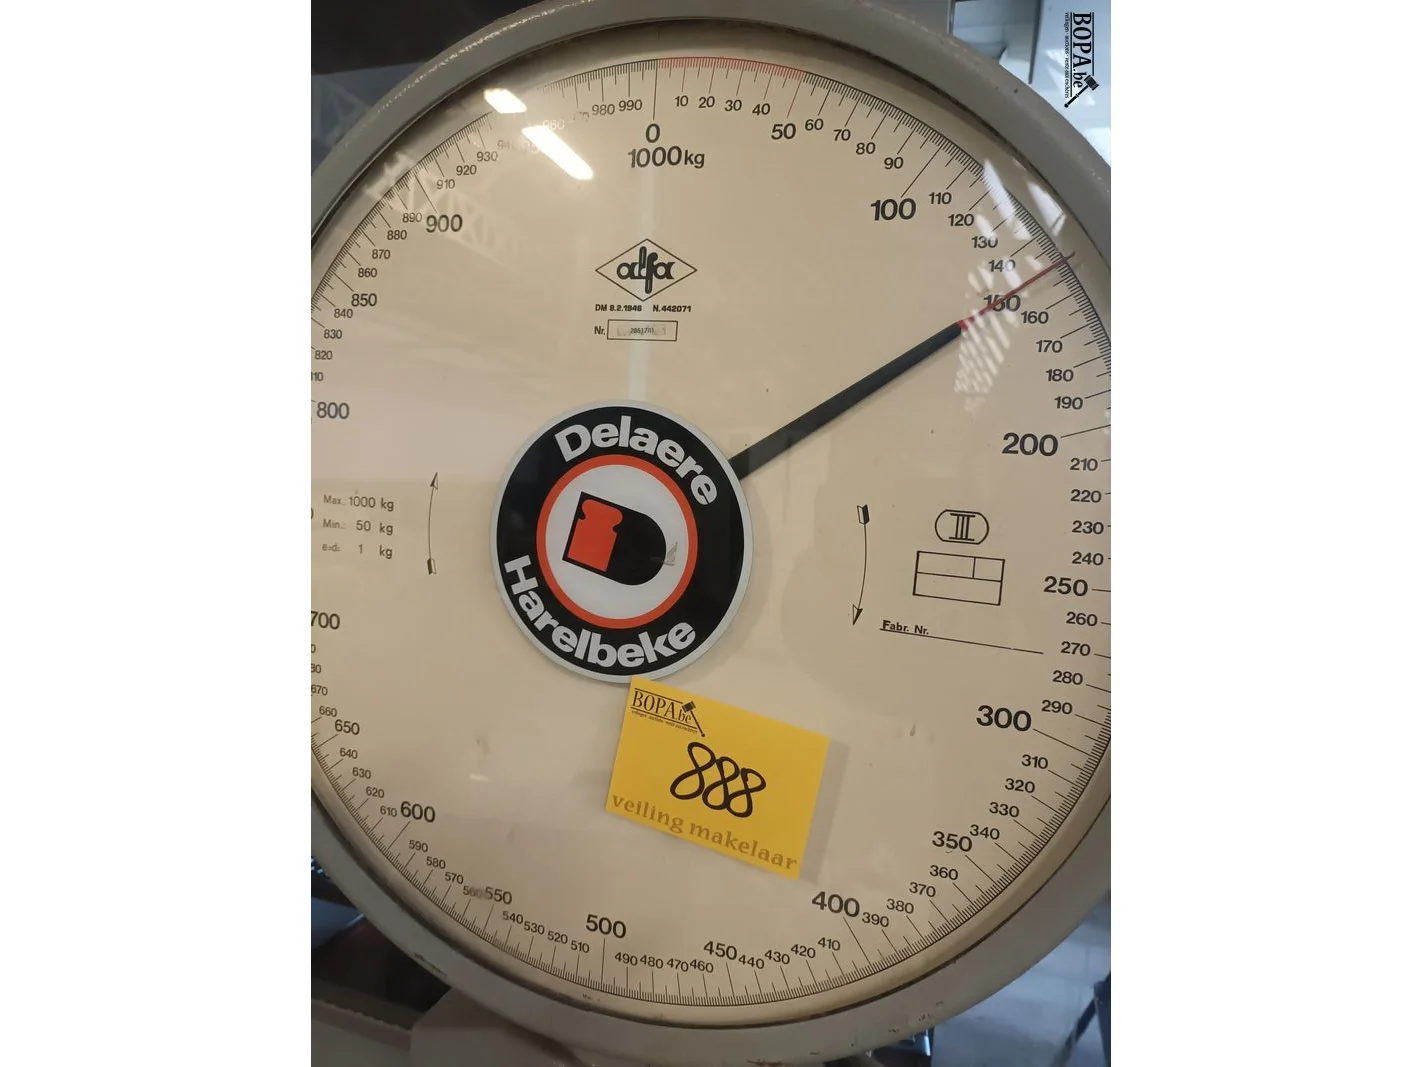 BOPA.be
980 990 10 20 30 40 50 60 70 80 90
0
1000kg
100 110 120 130 140 150 160 170 180 190
200 210 220 230 240
250 260 270 280 290
300 310 320 330 340
350 360 370 380 390
400 410 420 430 440
450 460 470 480 490
500 510 520 530 540
550 570 580 590
600 610 620 630 640
650 660 670
800
820 830 840
850 860 870 880 890
900 910 920 930
alfa
DM 8.2.1946 N.442071
Nr.
Delaere
Harelbeke
Max. 1000 kg
Min. 50 kg
e=d= 1 kg
III
Fabr. Nr.
BOPA.be
888
veiling makelaar